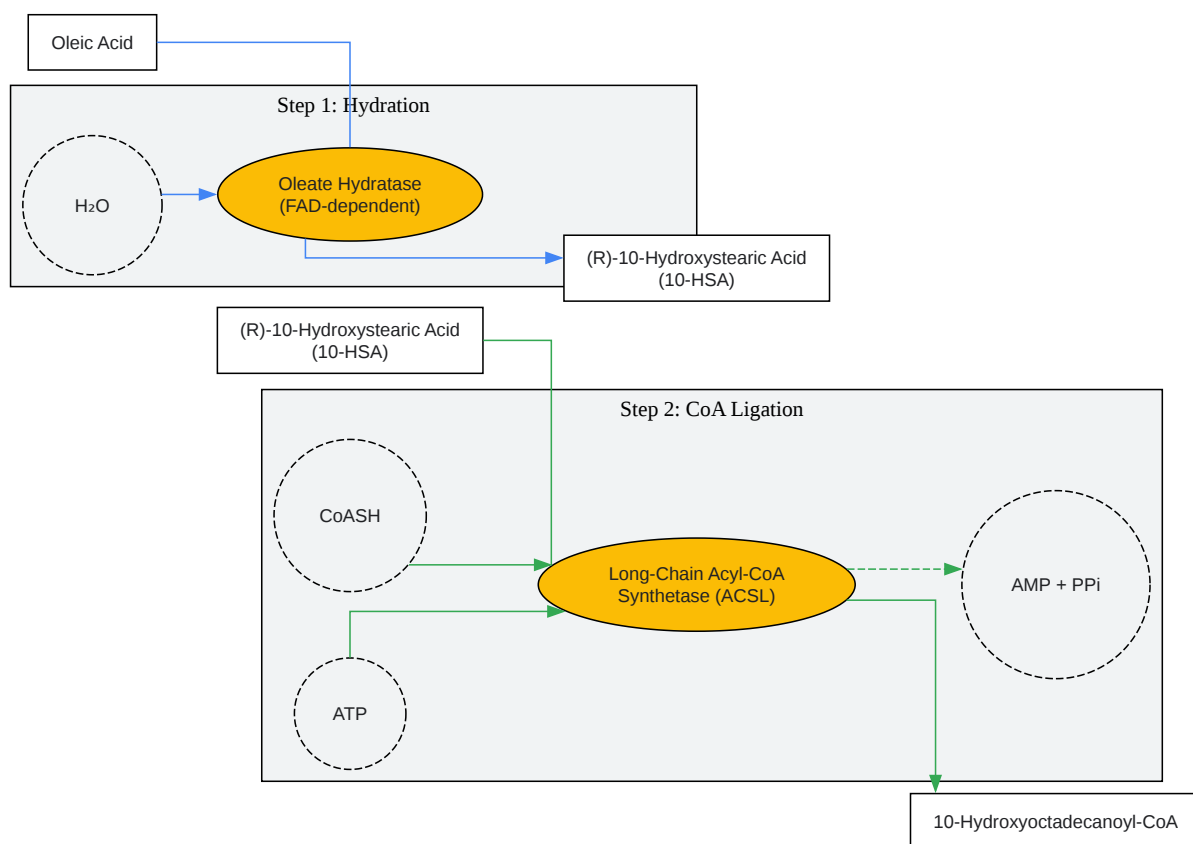 Oleic Acid
Step 1: Hydration
H₂O
Oleate Hydratase
(FAD-dependent)
(R)-10-Hydroxystearic Acid
(10-HSA)
(R)-10-Hydroxystearic Acid
(10-HSA)
Step 2: CoA Ligation
CoASH
Long-Chain Acyl-CoA
Synthetase (ACSL)
AMP + PPi
ATP
10-Hydroxyoctadecanoyl-CoA